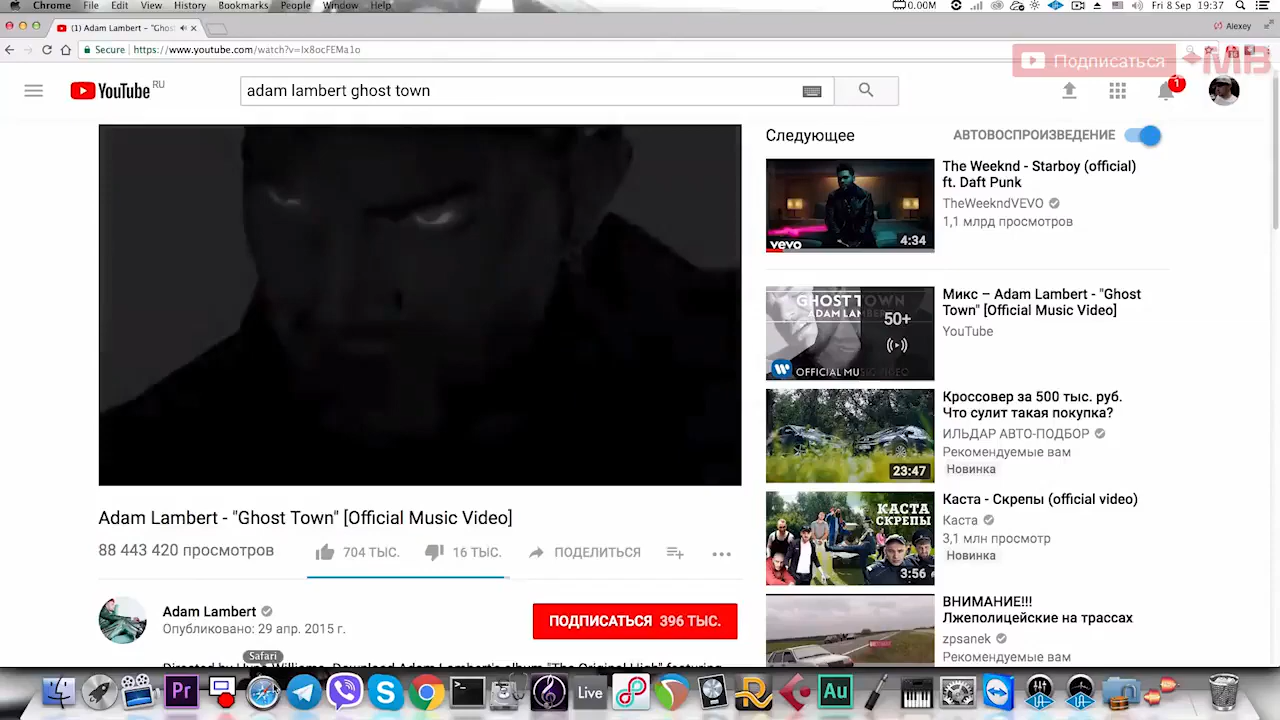 Chrome File Edit View History Bookmarks People Window Help
0.00M Fri 8 Sep 19:37
(1) Adam Lambert - "Ghost
Alexey
Secure https://www.youtube.com/watch?v=Ix8ocFEMa1o
Подписаться
MB
YouTube RU
adam lambert ghost town
1
Следующее
АВТОВОСПРОИЗВЕДЕНИЕ
The Weeknd - Starboy (official)
ft. Daft Punk
TheWeekndVEVO
1,1 млрд просмотров
vevo
4:34
Микс – Adam Lambert - "Ghost
Town" [Official Music Video]
YouTube
GHOST TOWN
50+
Кроссовер за 500 тыс. руб.
Что сулит такая покупка?
ИЛЬДАР АВТО-ПОДБОР
Рекомендуемые вам
Новинка
23:47
Каста - Скрепы (official video)
Каста
3,1 млн просмотр
Новинка
КАСТА
СКРЕПЫ
3:56
ВНИМАНИЕ!!!
Лжеполицейские на трассах
zpsanek
Рекомендуемые вам
Adam Lambert - "Ghost Town" [Official Music Video]
88 443 420 просмотров
704 ТЫС.
16 ТЫС.
ПОДЕЛИТЬСЯ
Adam Lambert
Опубликовано: 29 апр. 2015 г.
ПОДПИСАТЬСЯ 396 ТЫС.
Safari
Pr
Live
Au